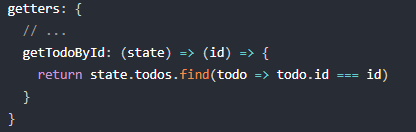 getters: {
  // ...
  getTodoById: (state) => (id) => {
    return state.todos.find(todo => todo.id === id)
  }
}